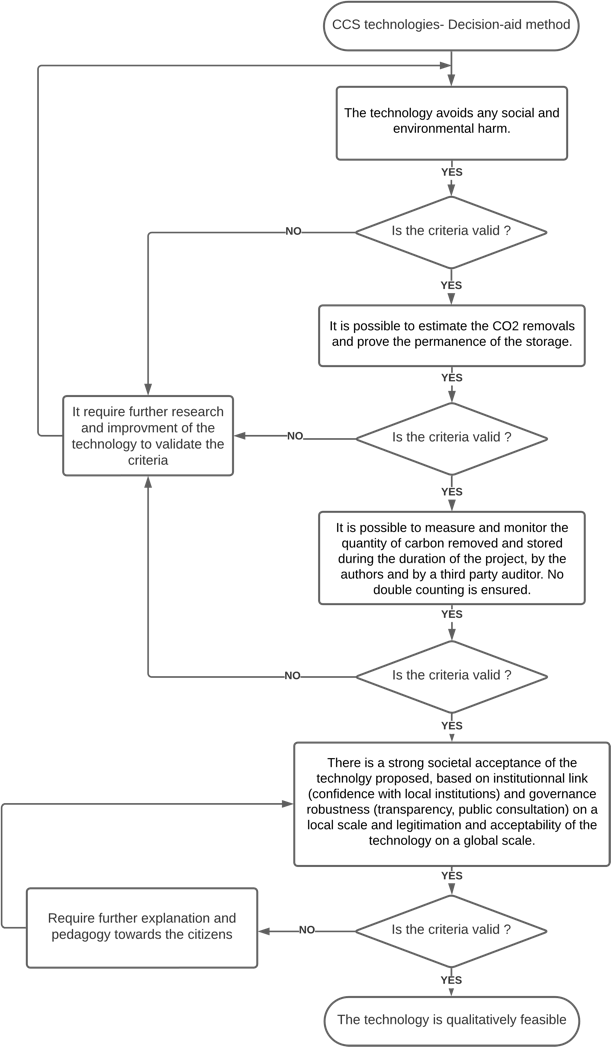 CCS technologies- Decision-aid method
The technology avoids any social and
environmental harm.
YES
Is the criteria valid ?
NO
YES
It is possible to estimate the CO2 removals
and prove the permanence of the storage.
YES
It require further research
and improvment of the
technology to validate the
criteria
NO
Is the criteria valid ?
YES
It is possible to measure and monitor the
quantity of carbon removed and stored
during the duration of the project, by the
authors and by a third party auditor. No
double counting is ensured.
YES
Is the criteria valid ?
NO
YES
There is a strong societal acceptance of the
technolgy proposed, based on institutionnal link
(confidence with local institutions) and governance
robustness (transparency, public consultation) on a
local scale and legitimation and acceptability of the
technology on a global scale.
YES
Require further explanation and
pedagogy towards the citizens
NO
Is the criteria valid ?
YES
The technology is qualitatively feasible